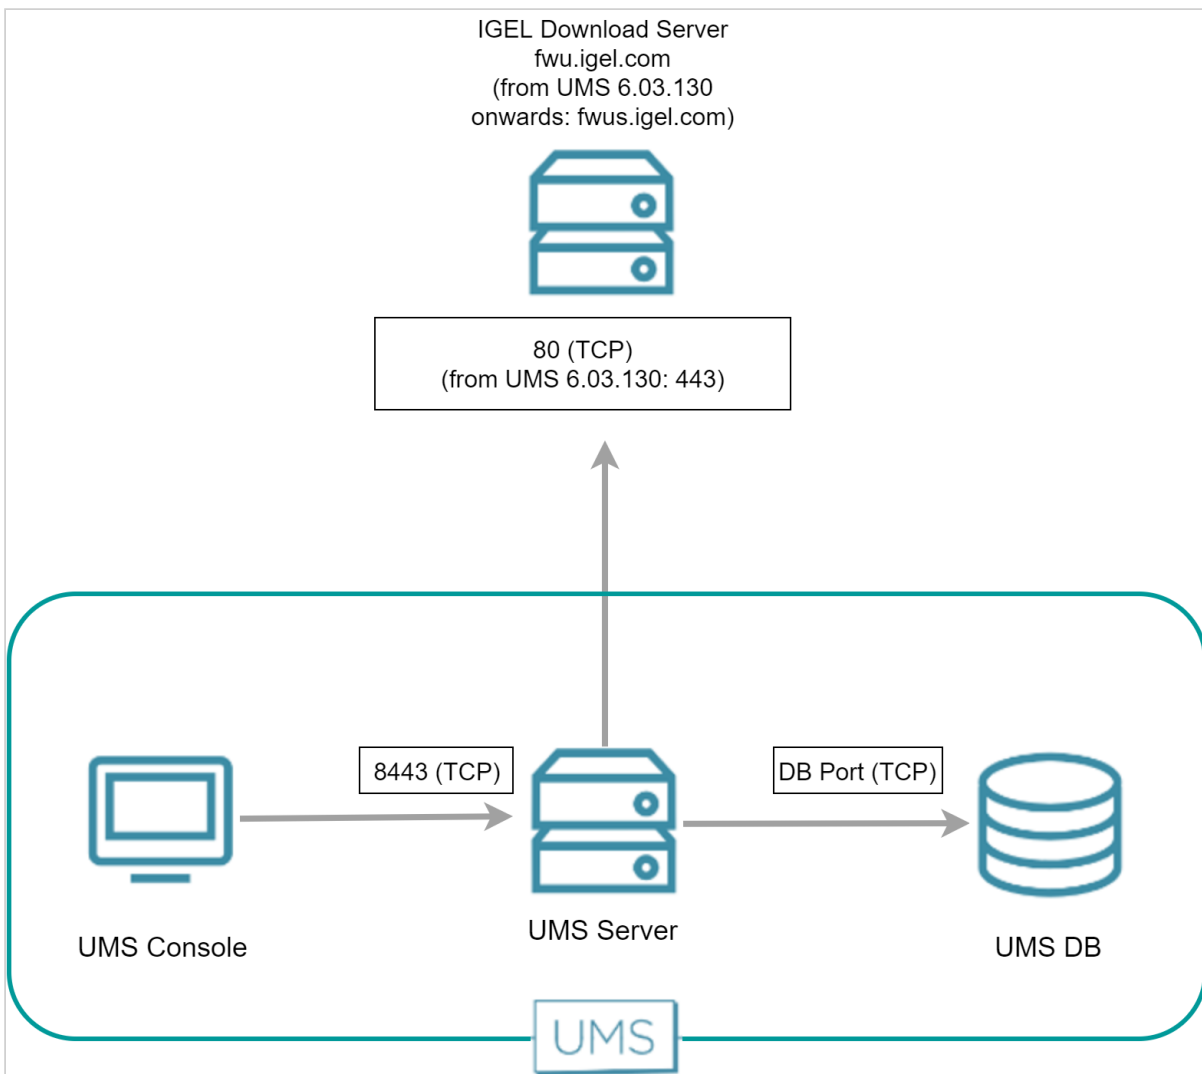 IGEL Download Server
fwu.igel.com
(from UMS 6.03.130
onwards: fwus.igel.com)
80 (TCP)
(from UMS 6.03.130: 443)
8443 (TCP)
DB Port (TCP)
UMS Console
UMS Server
UMS DB
UMS